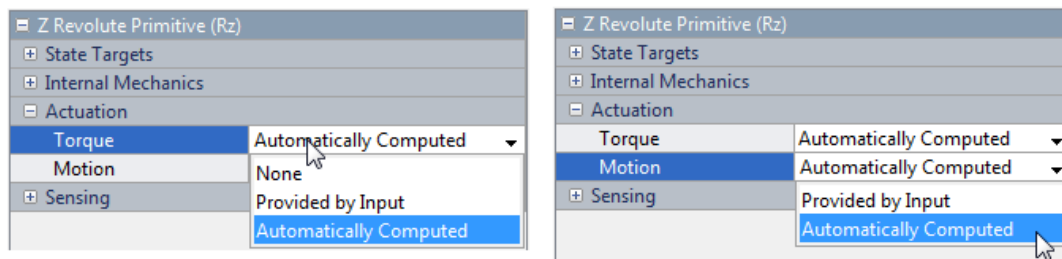 Z Revolute Primitive (Rz)
State Targets
Internal Mechanics
Actuation
Torque Automatically Computed
Motion None
Provided by Input
Sensing Automatically Computed
Z Revolute Primitive (Rz)
State Targets
Internal Mechanics
Actuation
Torque Automatically Computed
Motion Automatically Computed
Sensing Provided by Input
Automatically Computed